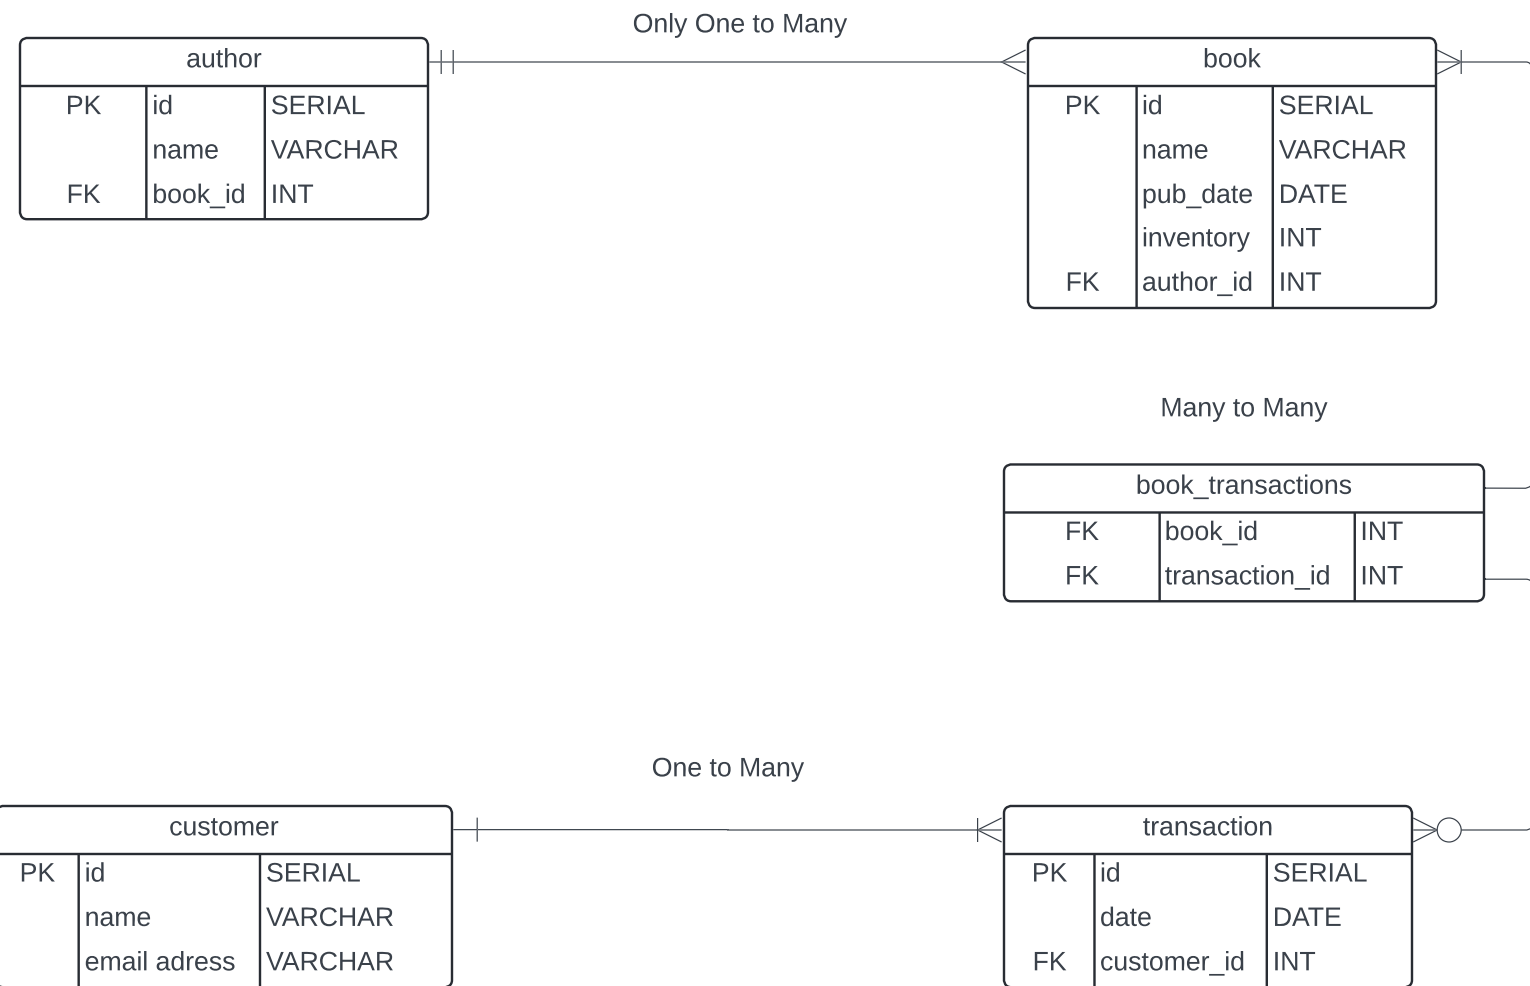 Only One to Many
author
PK id SERIAL
name VARCHAR
FK book_id INT
book
PK id SERIAL
name VARCHAR
pub_date DATE
inventory INT
FK author_id INT
Many to Many
book_transactions
FK book_id INT
FK transaction_id INT
One to Many
customer
PK id SERIAL
name VARCHAR
email adress VARCHAR
transaction
PK id SERIAL
date DATE
FK customer_id INT